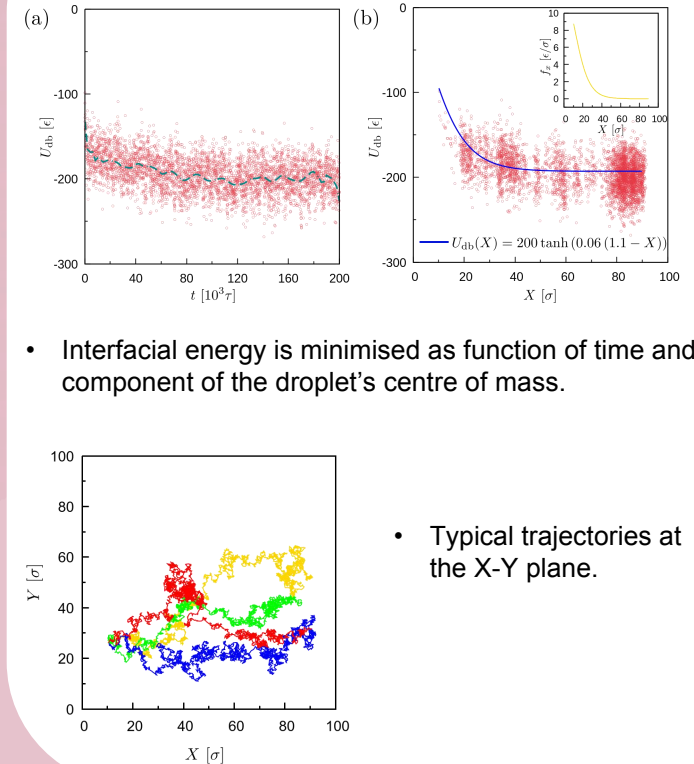 (a)
0
-100
-200
-300
U_db [ϵ]
0 40 80 120 160 200
t [10³τ]
(b)
0
-100
-200
-300
U_db [ϵ]
0 20 40 60 80 100
X [σ]
U_db(X) = 200 tanh (0.06 (1.1 − X))
10
8
6
4
2
0
f_x [ϵ/σ]
0 20 40 60 80 100
X [σ]
• Interfacial energy is minimised as function of time and
component of the droplet's centre of mass.
100
80
60
40
20
0
Y [σ]
0 20 40 60 80 100
X [σ]
• Typical trajectories at
the X-Y plane.